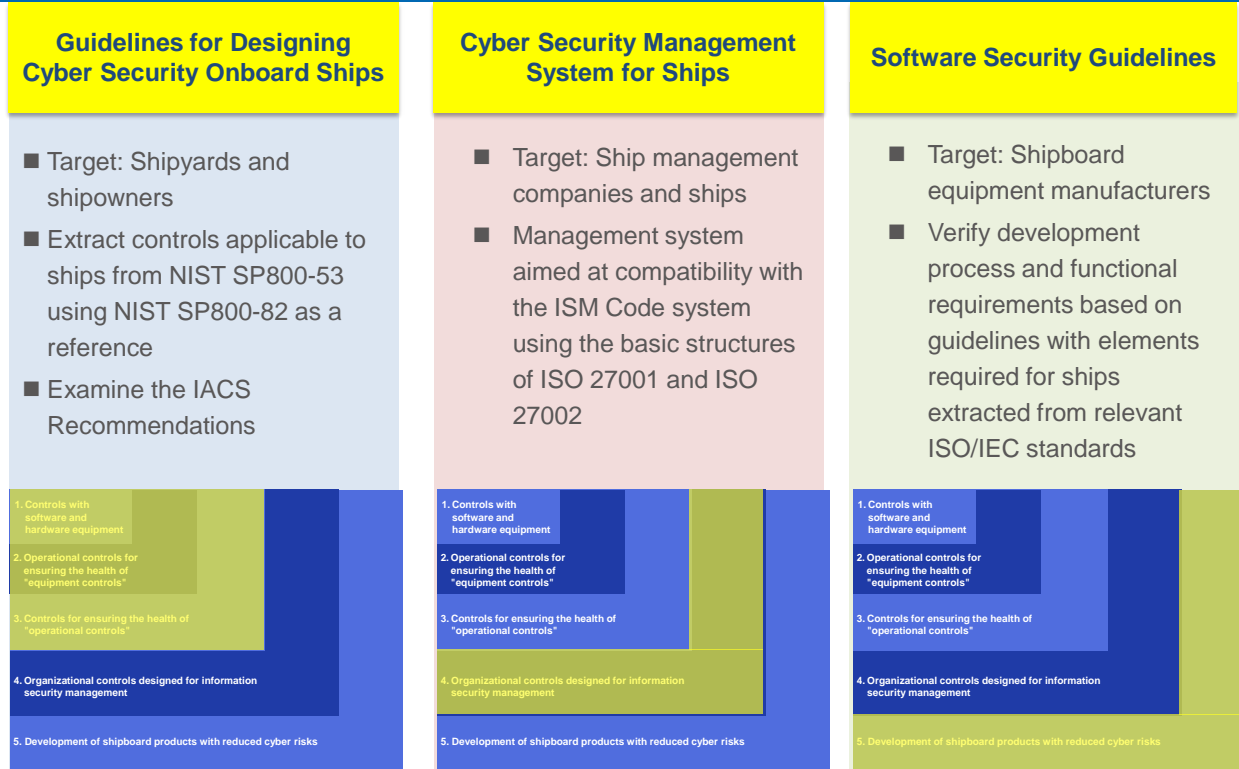 Guidelines for Designing
Cyber Security Onboard Ships
■ Target: Shipyards and
shipowners
■ Extract controls applicable to
ships from NIST SP800-53
using NIST SP800-82 as a
reference
■ Examine the IACS
Recommendations
1. Controls with
software and
hardware equipment
2. Operational controls for
ensuring the health of
"equipment controls"
3. Controls for ensuring the health of
"operational controls"
4. Organizational controls designed for information
security management
5. Development of shipboard products with reduced cyber risks
Cyber Security Management
System for Ships
■ Target: Ship management
companies and ships
■ Management system
aimed at compatibility with
the ISM Code system
using the basic structures
of ISO 27001 and ISO
27002
1. Controls with
software and
hardware equipment
2. Operational controls for
ensuring the health of
"equipment controls"
3. Controls for ensuring the health of
"operational controls"
4. Organizational controls designed for information
security management
5. Development of shipboard products with reduced cyber risks
Software Security Guidelines
■ Target: Shipboard
equipment manufacturers
■ Verify development
process and functional
requirements based on
guidelines with elements
required for ships
extracted from relevant
ISO/IEC standards
1. Controls with
software and
hardware equipment
2. Operational controls for
ensuring the health of
"equipment controls"
3. Controls for ensuring the health of
"operational controls"
4. Organizational controls designed for information
security management
5. Development of shipboard products with reduced cyber risks